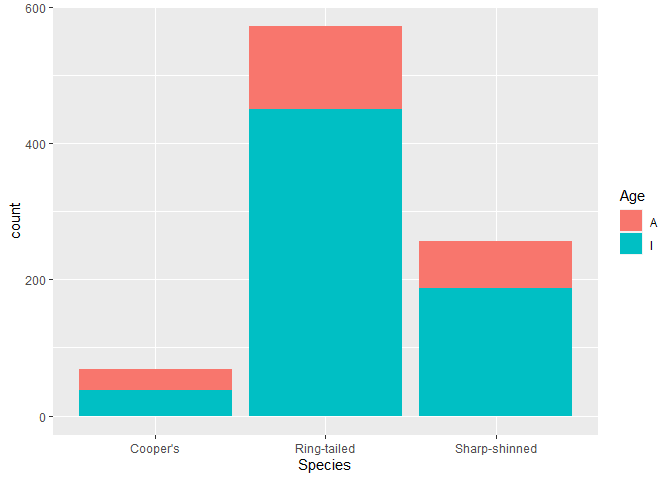 600
400
200
0
count
Cooper's
Ring-tailed
Sharp-shinned
Species
Age
A
I